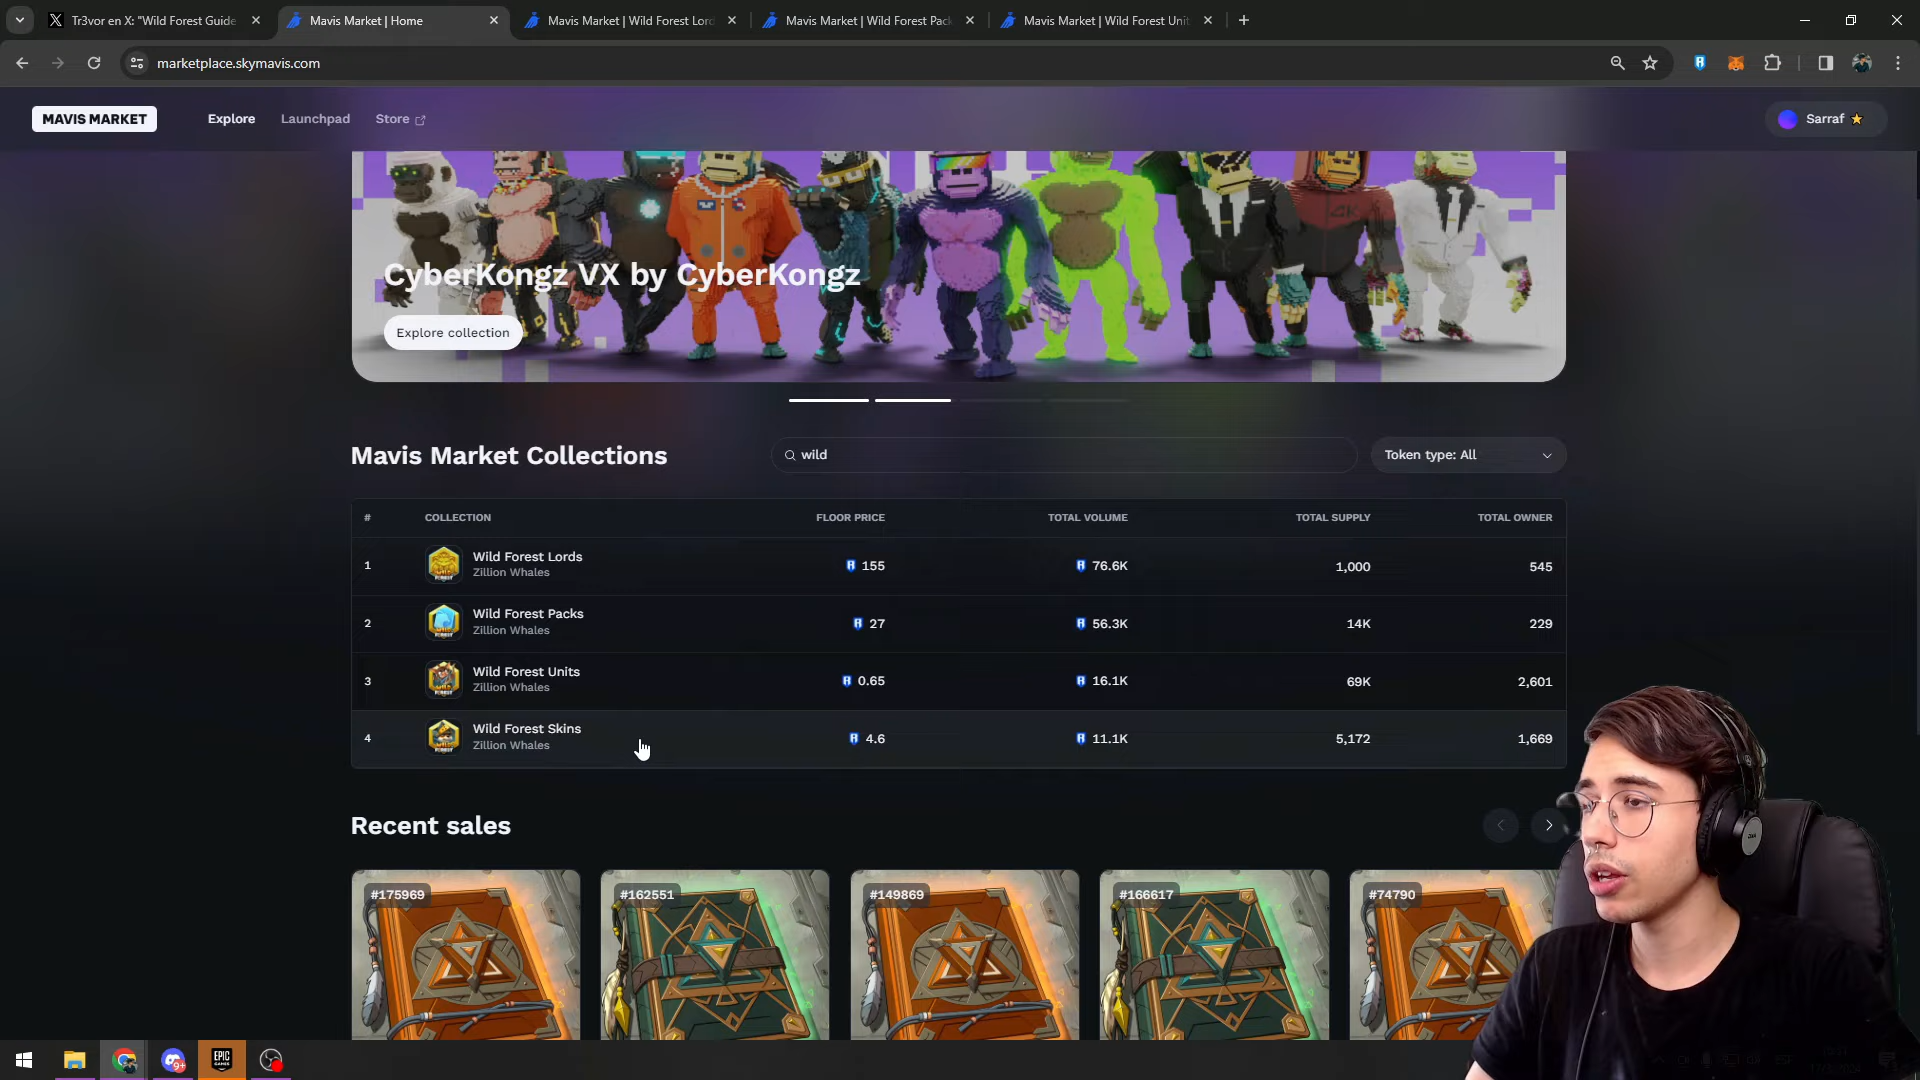 Tr3vor en X: "Wild Forest Guide
Mavis Market | Home
Mavis Market | Wild Forest Lord
Mavis Market | Wild Forest Pack
Mavis Market | Wild Forest Unit
marketplace.skymavis.com
MAVIS MARKET
Explore
Launchpad
Store
Sarraf
CyberKongz VX by CyberKongz
Explore collection
Mavis Market Collections
wild
Token type: All
# COLLECTION FLOOR PRICE TOTAL VOLUME TOTAL SUPPLY TOTAL OWNER
1 Wild Forest Lords 155 76.6K 1,000 545
Zillion Whales
2 Wild Forest Packs 27 56.3K 14K 229
Zillion Whales
3 Wild Forest Units 0.65 16.1K 69K 2,601
Zillion Whales
4 Wild Forest Skins 4.6 11.1K 5,172 1,669
Zillion Whales
Recent sales
#175969
#162551
#149869
#166617
#74790
EPIC
GAMES
9+